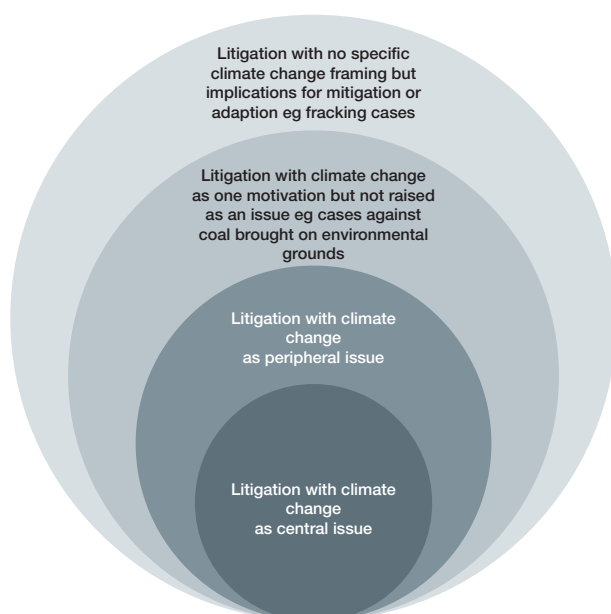 Litigation with no specific
climate change framing but
implications for mitigation or
adaption eg fracking cases
Litigation with climate change
as one motivation but not raised
as an issue eg cases against
coal brought on environmental
grounds
Litigation with climate
change
as peripheral issue
Litigation with climate
change
as central issue